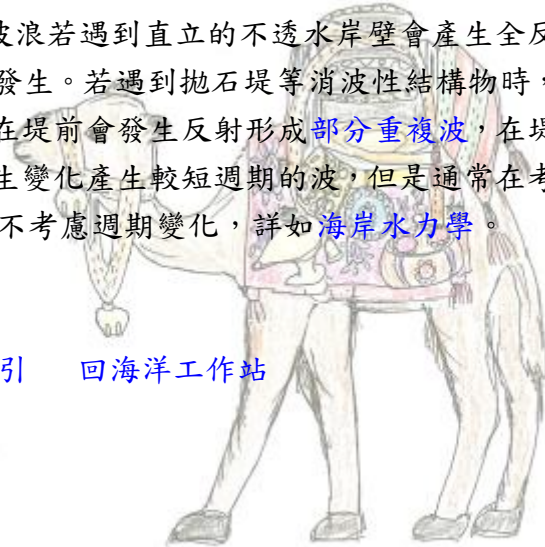 波浪若遇到直立的不透水岸壁會產生全反
發生。若遇到拋石堤等消波性結構物時，
在堤前會發生反射形成部分重複波，在堤
生變化產生較短週期的波，但是通常在考
不考慮週期變化，詳如海岸水力學。
引　回海洋工作站